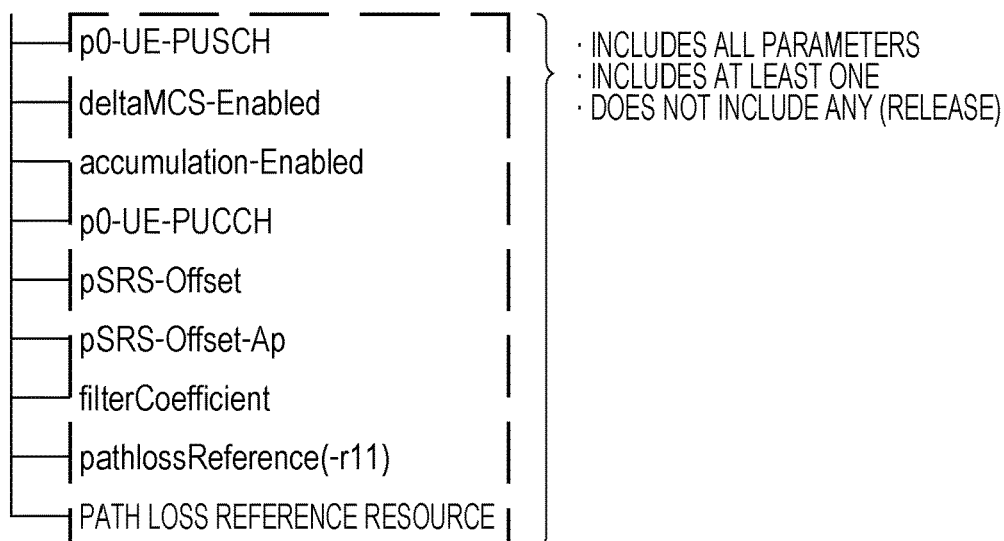 p0-UE-PUSCH
deltaMCS-Enabled
accumulation-Enabled
p0-UE-PUCCH
pSRS-Offset
pSRS-Offset-Ap
filterCoefficient
pathlossReference(-r11)
PATH LOSS REFERENCE RESOURCE
· INCLUDES ALL PARAMETERS
· INCLUDES AT LEAST ONE
· DOES NOT INCLUDE ANY (RELEASE)